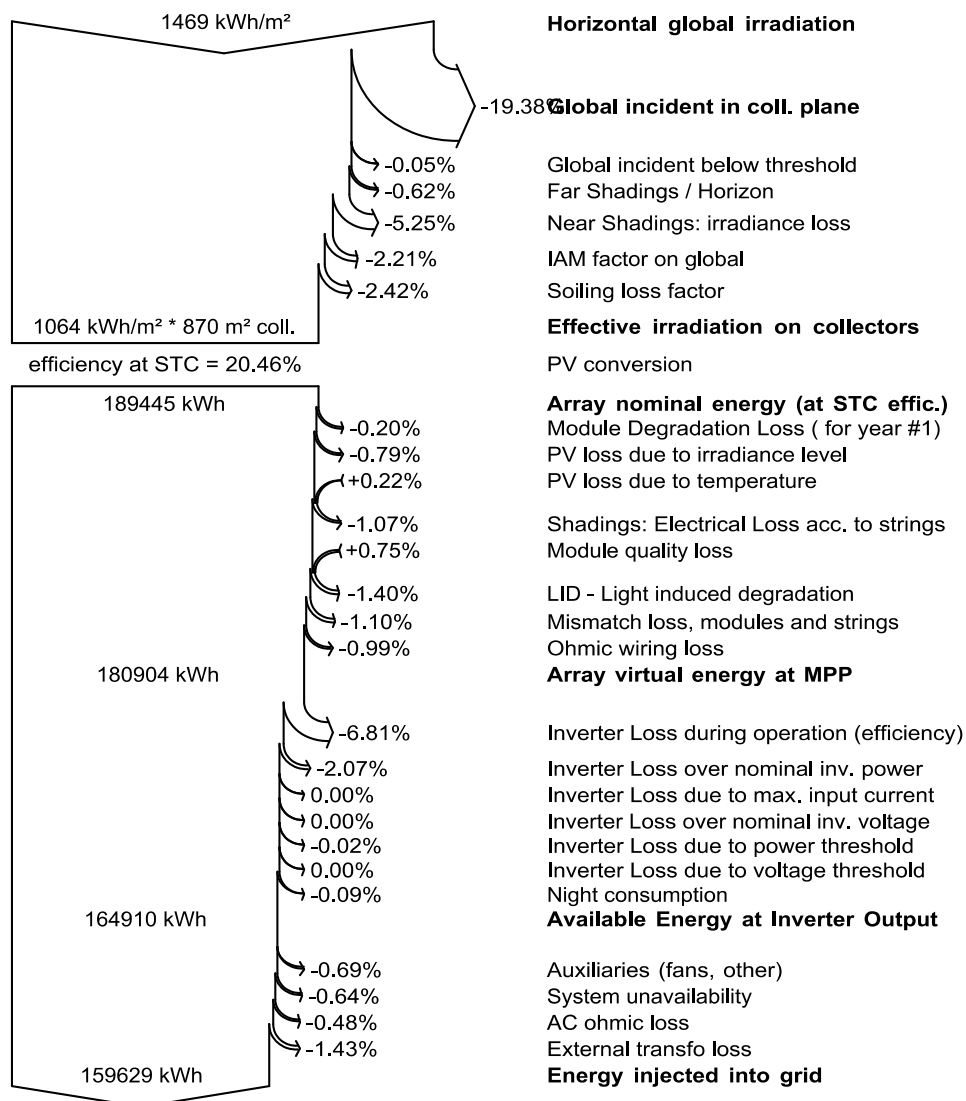 1469 kWh/m² Horizontal global irradiation
-19.38% Global incident in coll. plane
-0.05% Global incident below threshold
-0.62% Far Shadings / Horizon
-5.25% Near Shadings: irradiance loss
-2.21% IAM factor on global
-2.42% Soiling loss factor
1064 kWh/m² * 870 m² coll. Effective irradiation on collectors
efficiency at STC = 20.46% PV conversion
189445 kWh Array nominal energy (at STC effic.)
-0.20% Module Degradation Loss ( for year #1)
-0.79% PV loss due to irradiance level
+0.22% PV loss due to temperature
-1.07% Shadings: Electrical Loss acc. to strings
+0.75% Module quality loss
-1.40% LID - Light induced degradation
-1.10% Mismatch loss, modules and strings
-0.99% Ohmic wiring loss
180904 kWh Array virtual energy at MPP
-6.81% Inverter Loss during operation (efficiency)
-2.07% Inverter Loss over nominal inv. power
0.00% Inverter Loss due to max. input current
0.00% Inverter Loss over nominal inv. voltage
-0.02% Inverter Loss due to power threshold
0.00% Inverter Loss due to voltage threshold
-0.09% Night consumption
164910 kWh Available Energy at Inverter Output
-0.69% Auxiliaries (fans, other)
-0.64% System unavailability
-0.48% AC ohmic loss
-1.43% External transfo loss
159629 kWh Energy injected into grid